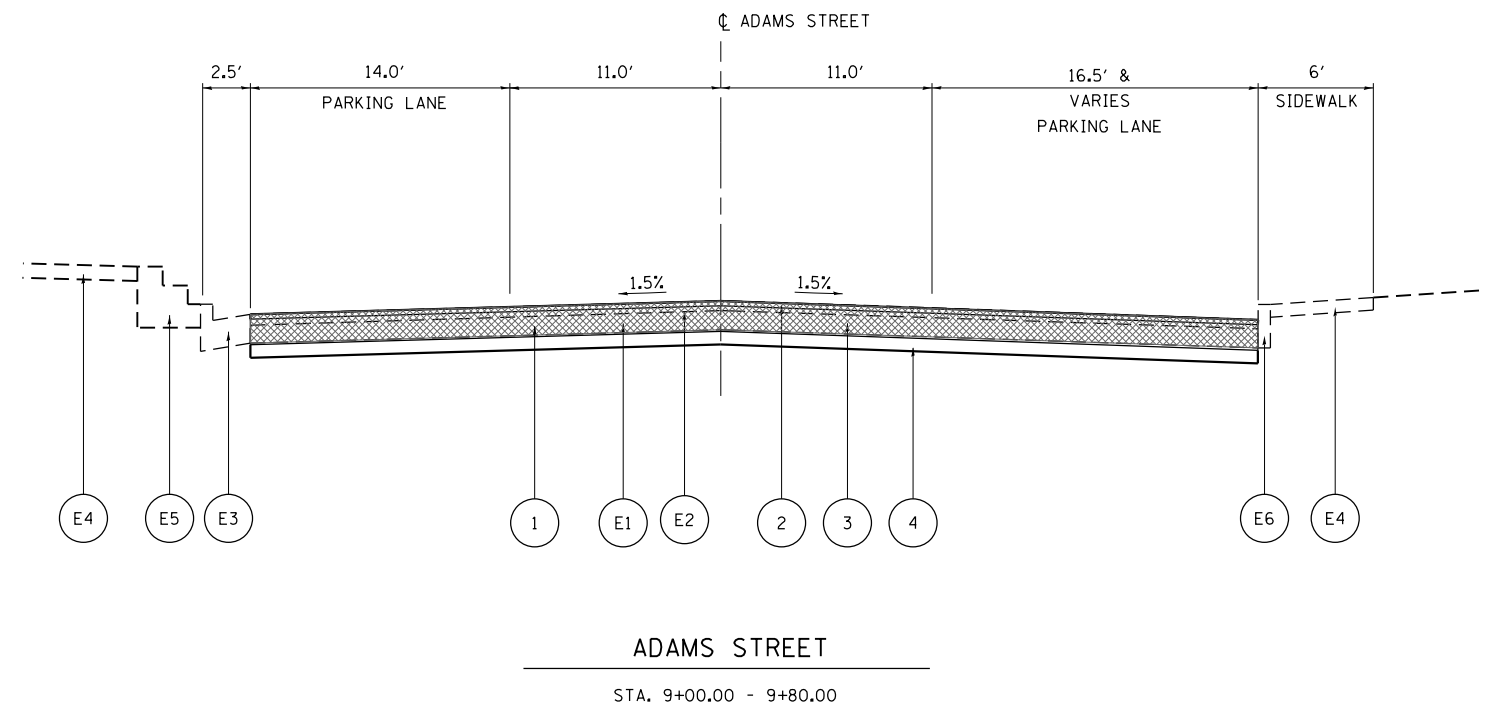 ℄ ADAMS STREET
2.5'
14.0'
11.0'
11.0'
16.5' &
6'
PARKING LANE
VARIES
SIDEWALK
PARKING LANE
1.5%
1.5%
E4
E5
E3
1
E1
E2
2
3
4
E6
E4
ADAMS STREET
STA. 9+00.00 - 9+80.00